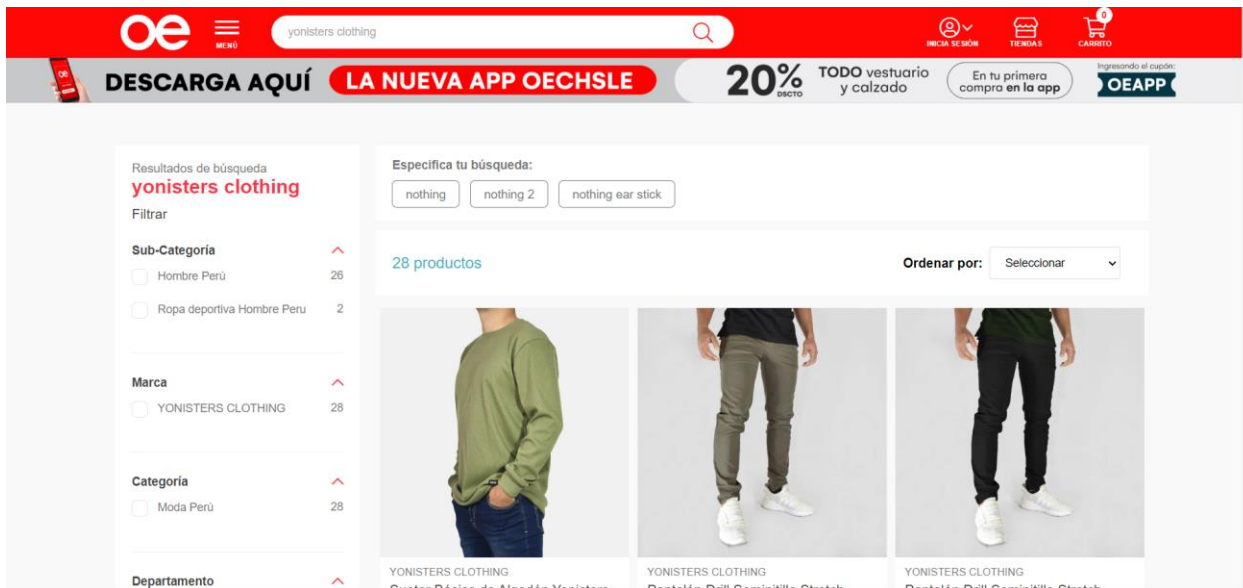 oe
MENÚ
yonisters clothing
INICIA SESIÓN
TIENDAS
0
CARRITO
oe
DESCARGA AQUÍ LA NUEVA APP OECHSLE
20% DSCTO
TODO vestuario
y calzado
En tu primera
compra en la app
Ingresando el cupón:
OEAPP
Resultados de búsqueda
yonisters clothing
Filtrar
Sub-Categoría
Hombre Perú 26
Ropa deportiva Hombre Peru 2
Marca
YONISTERS CLOTHING 28
Categoría
Moda Perú 28
Departamento
Especifica tu búsqueda:
nothing nothing 2 nothing ear stick
28 productos
Ordenar por: Seleccionar
YONISTERS CLOTHING
YONISTERS CLOTHING
YONISTERS CLOTHING